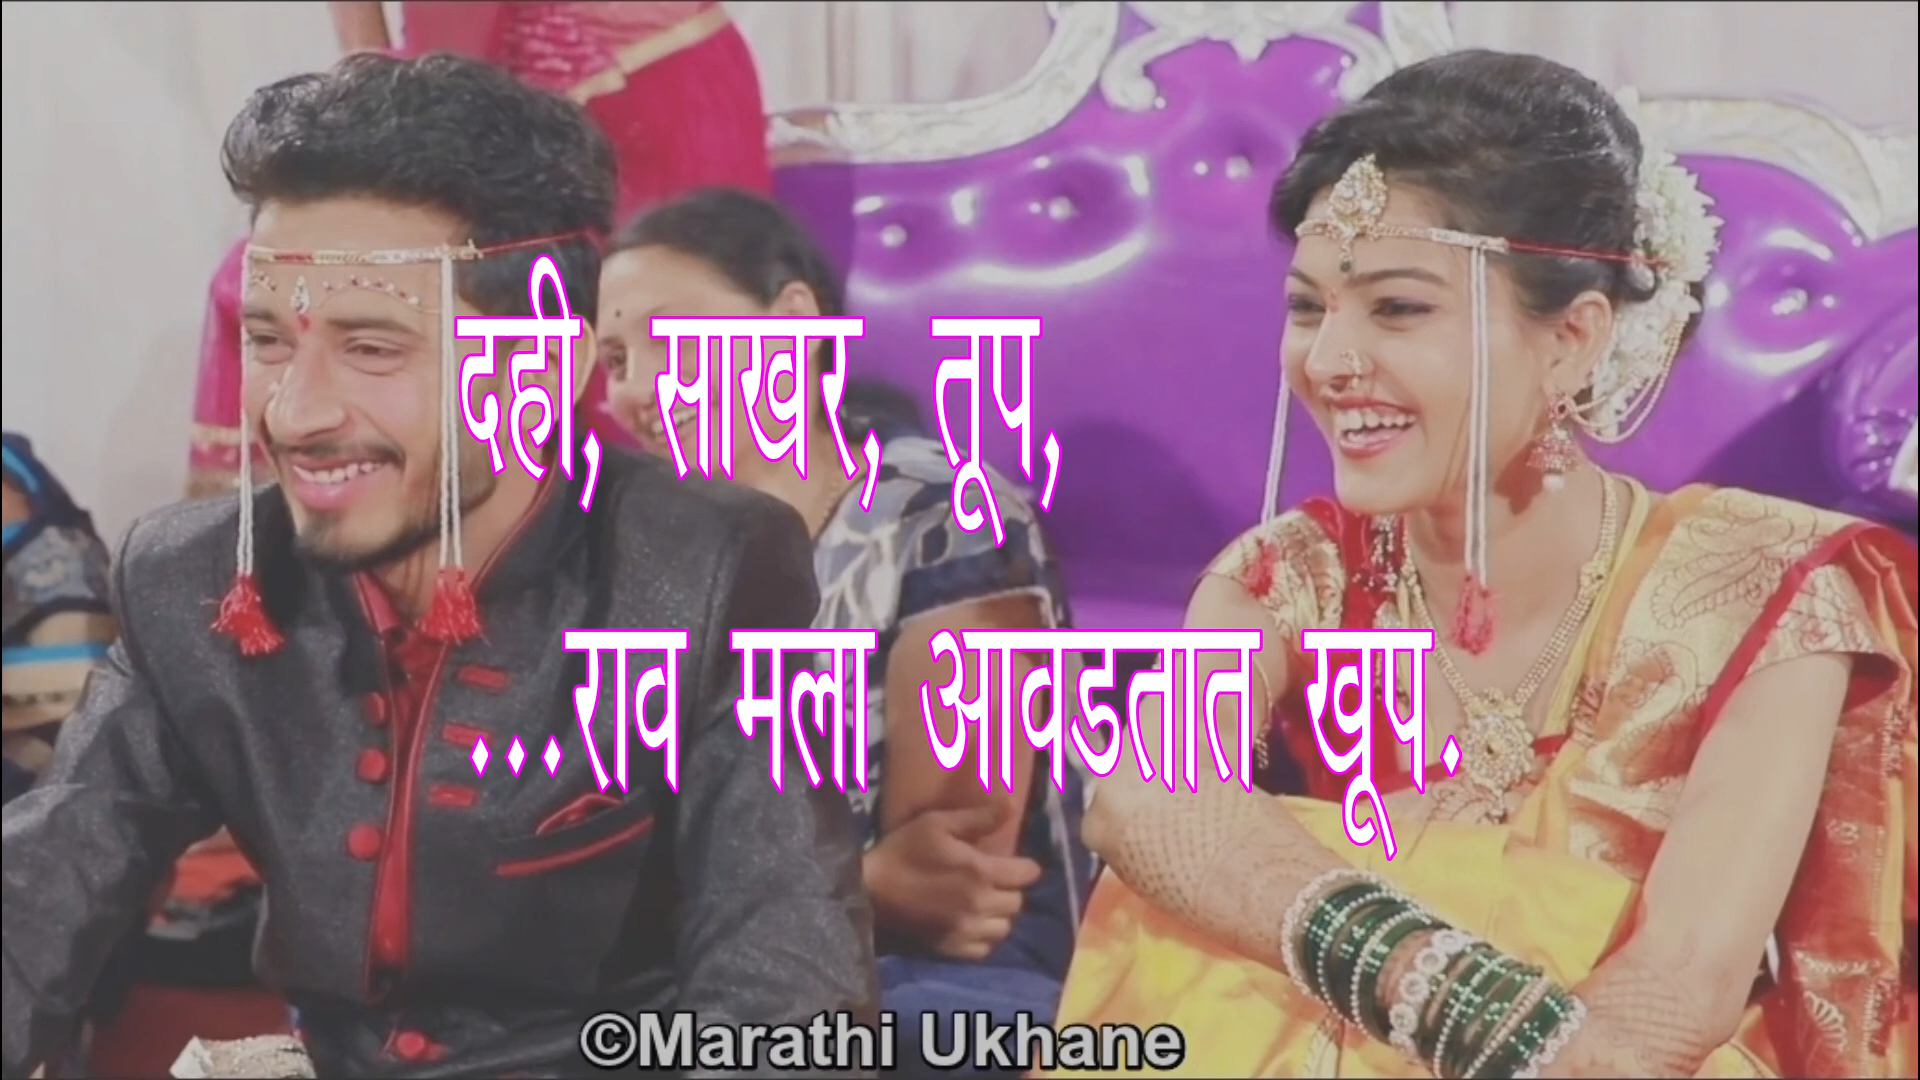 दही, साखर, तूप,
...राव मला आवडतात खूप.
©Marathi Ukhane